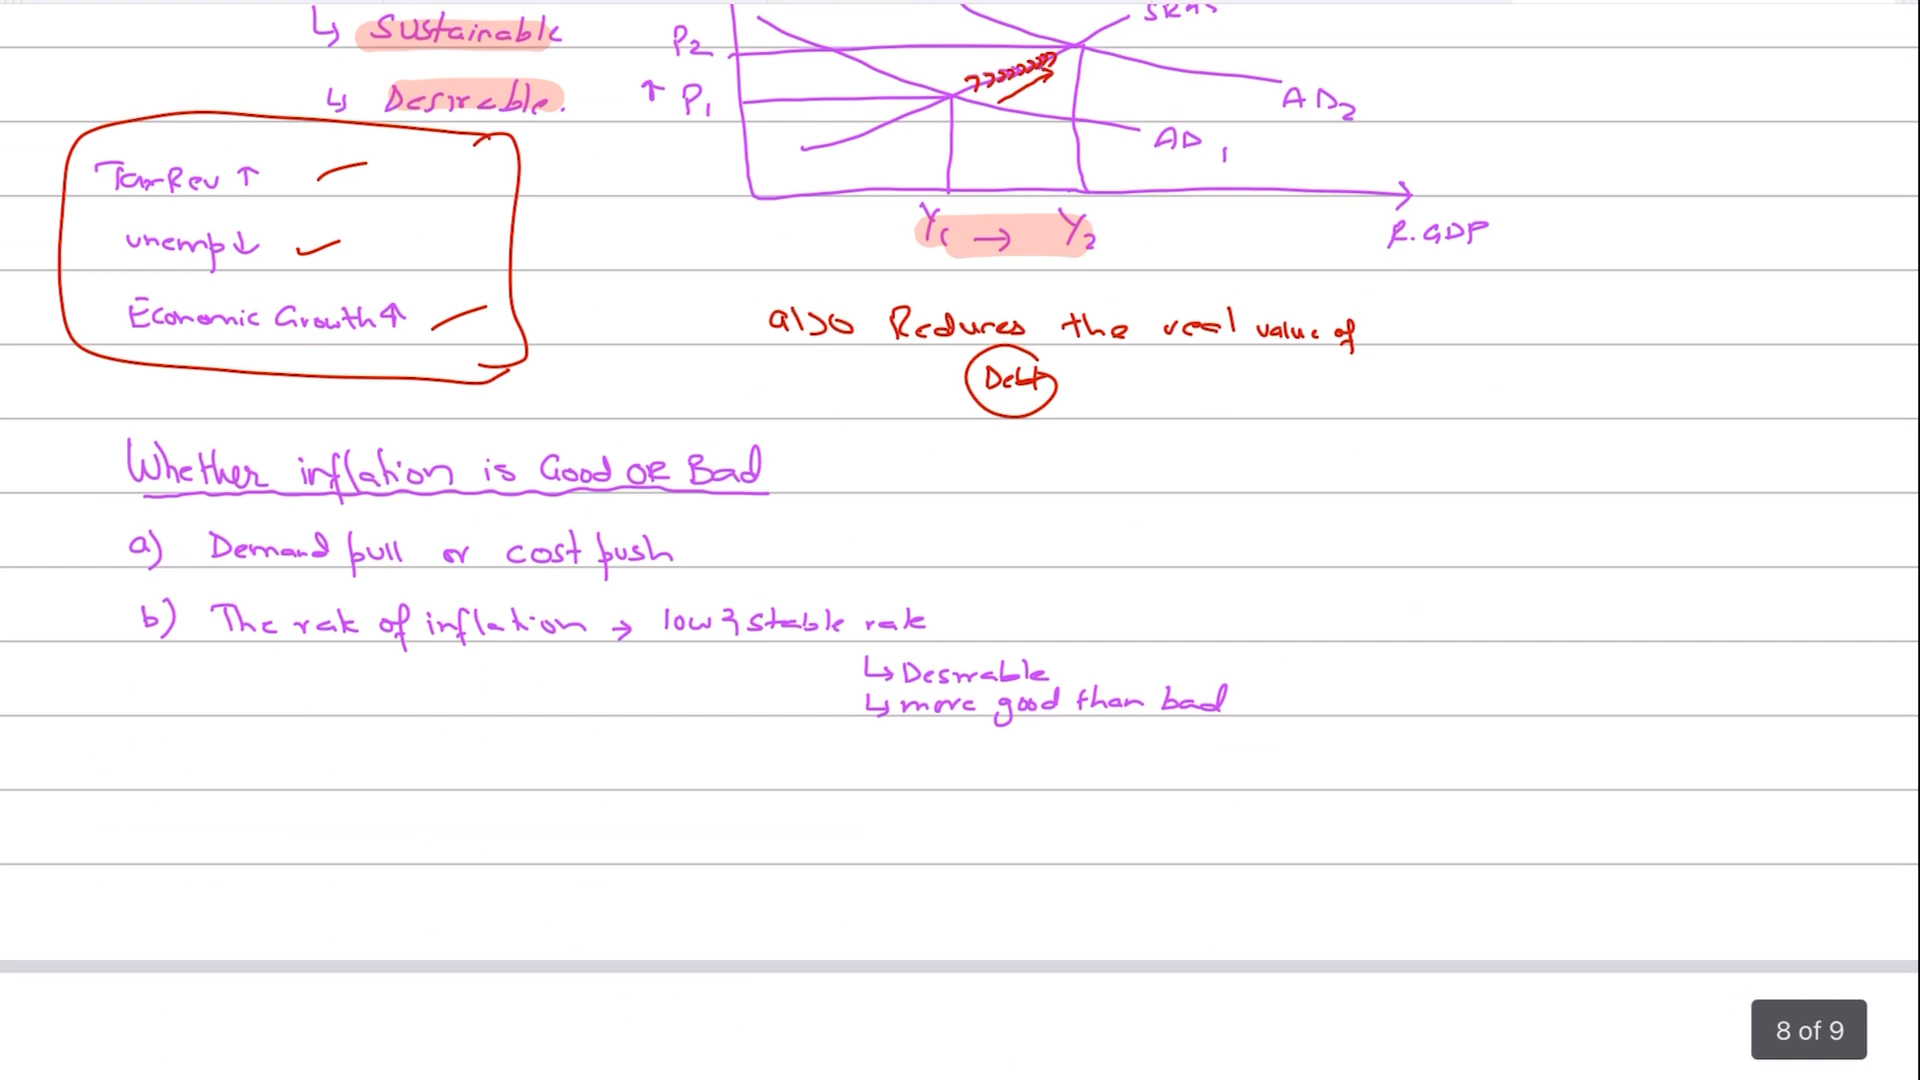 ↳ Sustainable
↳ Desirable.
P2
↑ P1
SRAS
AD2
AD1
Y1 → Y2
R.GDP
Tax Rev ↑
unemp ↓
Economic Growth ↑
also Reduces the real value of
Debt
Whether inflation is Good OR Bad
a) Demand pull or cost push
b) The rate of inflation → low & stable rate
↳ Desirable
↳ more good than bad
8 of 9